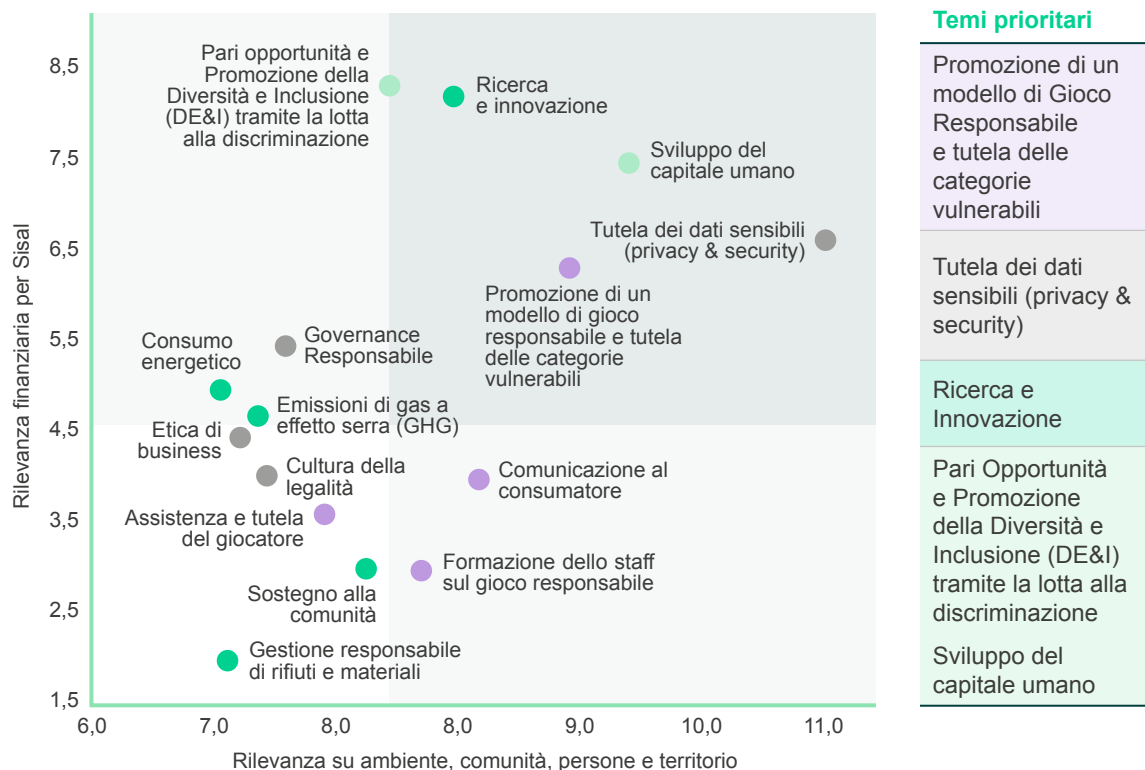 Rilevanza finanziaria per Sisal
8,5
7,5
6,5
5,5
4,5
3,5
2,5
1,5
Pari opportunità e
Promozione della
Diversità e Inclusione
(DE&I) tramite la lotta
alla discriminazione
Ricerca
e innovazione
Sviluppo del
capitale umano
Tutela dei dati sensibili
(privacy & security)
Promozione di un
modello di gioco
responsabile e tutela
delle categorie
vulnerabili
Governance
Responsabile
Consumo
energetico
Emissioni di gas a
effetto serra (GHG)
Etica di
business
Cultura della
legalità
Comunicazione al
consumatore
Assistenza e tutela
del giocatore
Formazione dello staff
sul gioco responsabile
Sostegno alla
comunità
Gestione responsabile
di rifiuti e materiali
6,0
7,0
8,0
8,0
9,0
10,0
11,0
Rilevanza su ambiente, comunità, persone e territorio
Temi prioritari
Promozione di un
modello di Gioco
Responsabile
e tutela delle
categorie
vulnerabili
Tutela dei dati
sensibili (privacy &
security)
Ricerca e
Innovazione
Pari Opportunità
e Promozione
della Diversità e
Inclusione (DE&I)
tramite la lotta alla
discriminazione
Sviluppo del
capitale umano